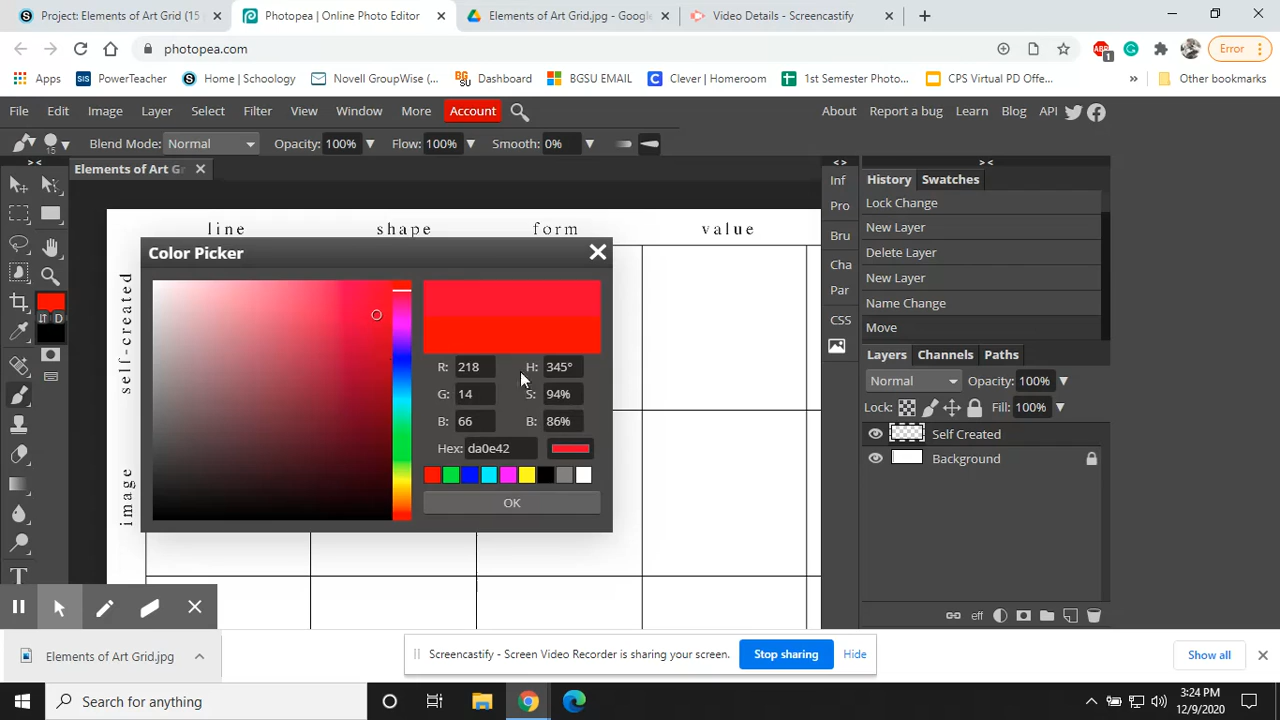 Project: Elements of Art Grid (15
Photopea | Online Photo Editor
Elements of Art Grid.jpg - Google
Video Details - Screencastify
photopea.com
ABP
1
Error
Apps
SIS PowerTeacher
S Home | Schoology
Novell GroupWise (...
BG SU Dashboard
BGSU EMAIL
Clever | Homeroom
1st Semester Photo...
CPS Virtual PD Offe...
»
Other bookmarks
File Edit Image Layer Select Filter View Window More Account
About Report a bug Learn Blog API
15
Blend Mode: Normal Opacity: 100% Flow: 100% Smooth: 0%
> < Elements of Art Gr
< > Inf
Pro
Bru
Cha
Par
CSS
> <
History Swatches
Lock Change
New Layer
Delete Layer
New Layer
Name Change
Move
Layers Channels Paths
Normal Opacity: 100%
Lock: Fill: 100%
Self Created
Background
eff
line shape form value
self-created
image
D
T
Color Picker
R: 218 H: 345°
G: 14 S: 94%
B: 66 B: 86%
Hex: da0e42
OK
Elements of Art Grid.jpg
Screencastify - Screen Video Recorder is sharing your screen. Stop sharing Hide
Show all
Search for anything
3:24 PM
12/9/2020